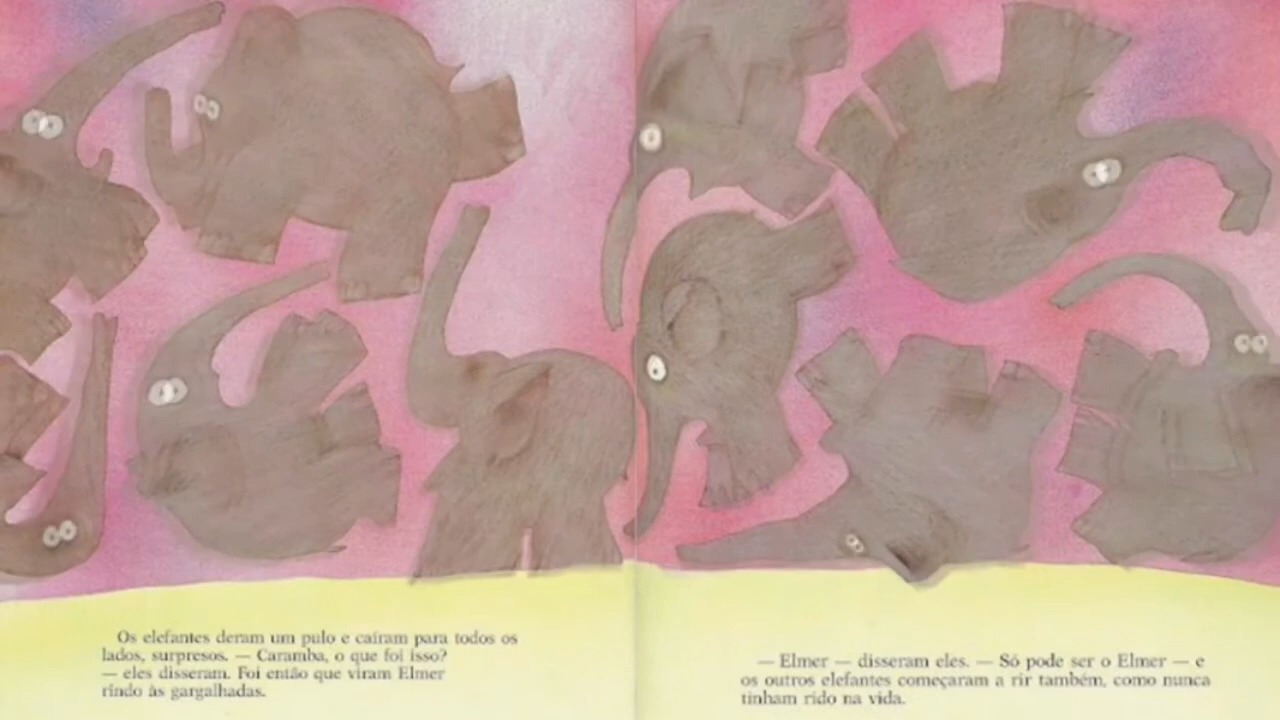 Os elefantes deram um pulo e caíram para todos os
lados, surpresos. — Caramba, o que foi isso?
— eles disseram. Foi então que viram Elmer
rindo às gargalhadas.
— Elmer — disseram eles. — Só pode ser o Elmer — e
os outros elefantes começaram a rir também, como nunca
tinham rido na vida.